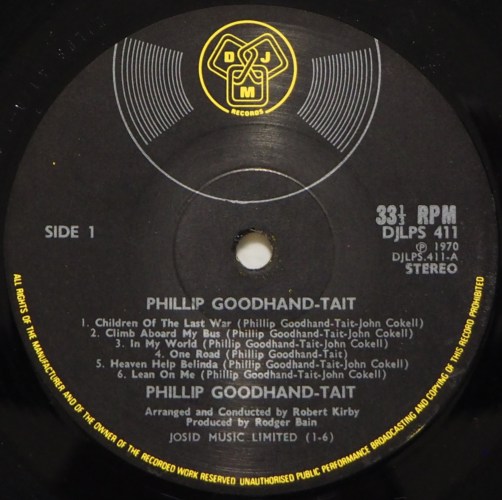 D J
M
RECORDS
SIDE 1
33⅓ RPM
DJLPS 411
℗ 1970
DJLPS.411-A
STEREO
PHILLIP GOODHAND-TAIT
1. Children Of The Last War (Phillip Goodhand-Tait-John Cokell)
2. Climb Aboard My Bus (Phillip Goodhand-Tait-John Cokell)
3. In My World (Phillip Goodhand-Tait-John Cokell)
4. One Road (Phillip Goodhand-Tait)
5. Heaven Help Belinda (Phillip Goodhand-Tait-John Cokell)
6. Lean On Me (Phillip Goodhand-Tait-John Cokell)
PHILLIP GOODHAND-TAIT
Arranged and Conducted by Robert Kirby
Produced by Rodger Bain
JOSID MUSIC LIMITED (1-6)
ALL RIGHTS OF THE MANUFACTURER AND OF THE OWNER OF THE RECORDED WORK RESERVED UNAUTHORISED PUBLIC PERFORMANCE BROADCASTING AND COPYING OF THIS RECORD PROHIBITED